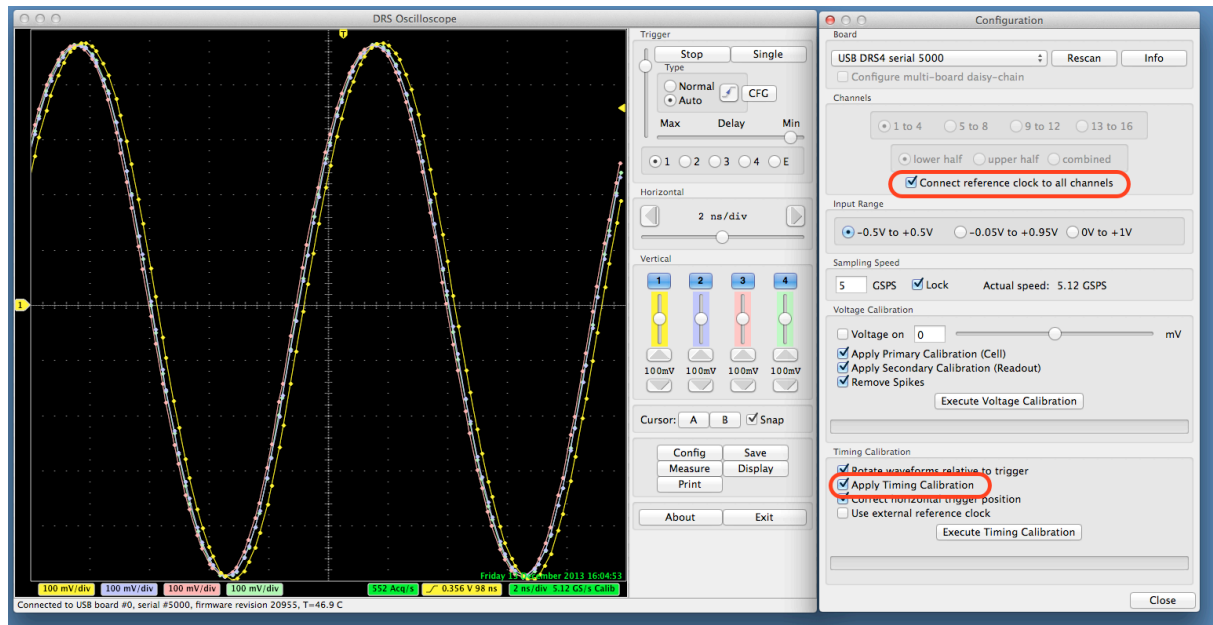 DRS Oscilloscope
T
1
Friday 13 December 2013 16:04:53
100 mV/div 100 mV/div 100 mV/div 100 mV/div 552 Acq/s 0.356 V 98 ns 2 ns/div 5.12 GS/s Calib
Connected to USB board #0, serial #5000, firmware revision 20955, T=46.9 C
Trigger
Stop Single
Type
Normal
Auto
CFG
Max Delay Min
1 2 3 4 E
Horizontal
2 ns/div
Vertical
1 2 3 4
100mV 100mV 100mV 100mV
Cursor: A B Snap
Config Save
Measure Display
Print
About Exit
Configuration
Board
USB DRS4 serial 5000 Rescan Info
Configure multi-board daisy-chain
Channels
1 to 4 5 to 8 9 to 12 13 to 16
lower half upper half combined
Connect reference clock to all channels
Input Range
-0.5V to +0.5V -0.05V to +0.95V 0V to +1V
Sampling Speed
5 GSPS Lock Actual speed: 5.12 GSPS
Voltage Calibration
Voltage on 0 mV
Apply Primary Calibration (Cell)
Apply Secondary Calibration (Readout)
Remove Spikes
Execute Voltage Calibration
Timing Calibration
Rotate waveforms relative to trigger
Apply Timing Calibration
Correct horizontal trigger position
Use external reference clock
Execute Timing Calibration
Close